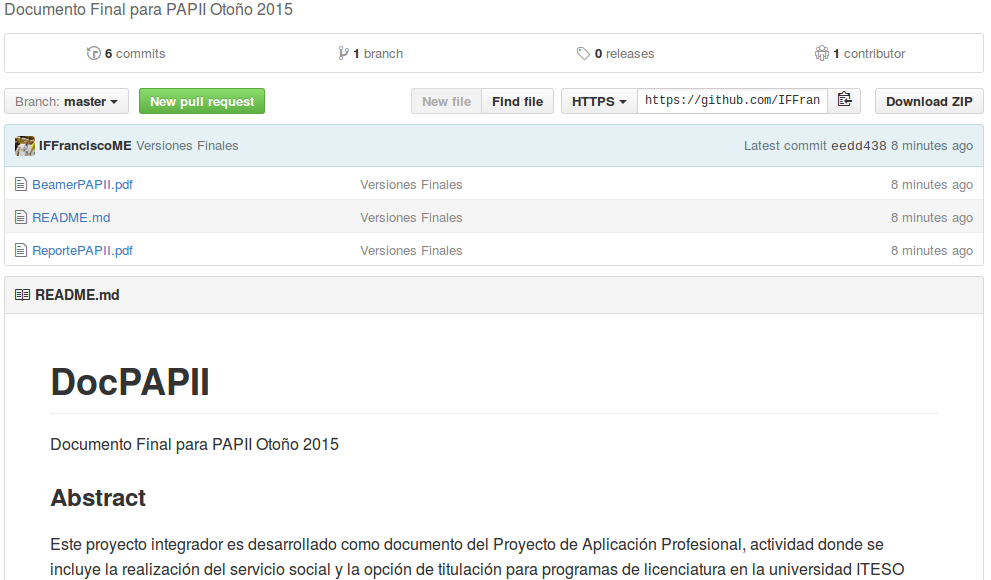 Documento Final para PAPII Otoño 2015
6 commits 1 branch 0 releases 1 contributor
Branch: master New pull request New file Find file HTTPS https://github.com/IFFran Download ZIP
IFFranciscoME Versiones Finales Latest commit eedd438 8 minutes ago
BeamerPAPII.pdf Versiones Finales 8 minutes ago
README.md Versiones Finales 8 minutes ago
ReportePAPII.pdf Versiones Finales 8 minutes ago
README.md
DocPAPII
Documento Final para PAPII Otoño 2015
Abstract
Este proyecto integrador es desarrollado como documento del Proyecto de Aplicación Profesional, actividad donde se
incluye la realización del servicio social y la opción de titulación para programas de licenciatura en la universidad ITESO